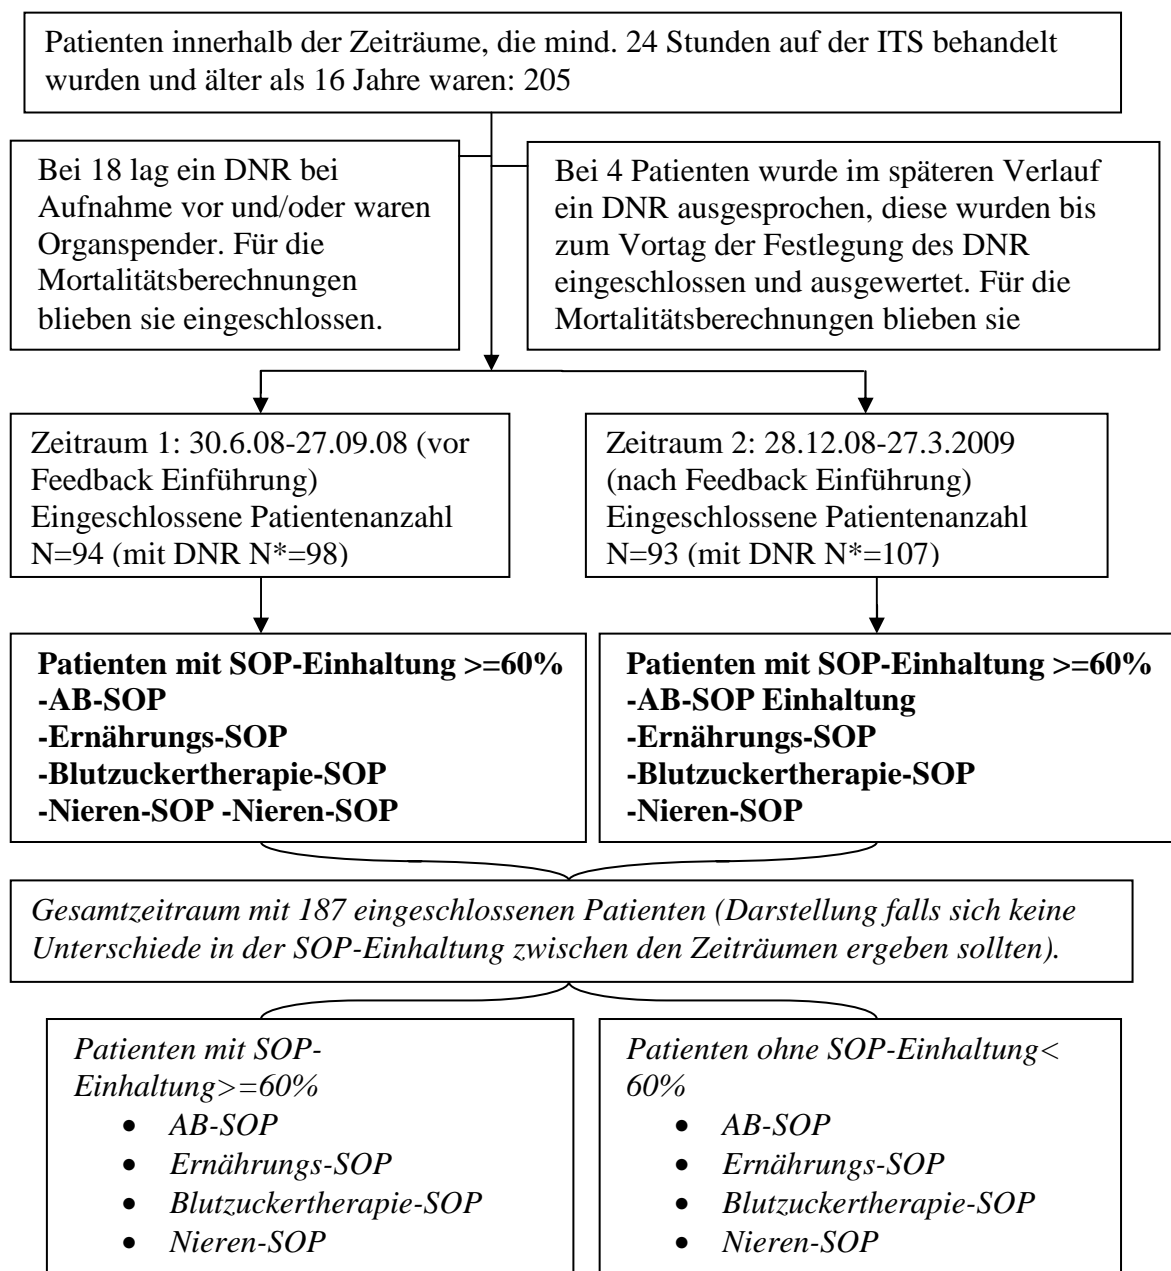 Patienten innerhalb der Zeiträume, die mind. 24 Stunden auf der ITS behandelt
wurden und älter als 16 Jahre waren: 205
Bei 18 lag ein DNR bei
Aufnahme vor und/oder waren
Organspender. Für die
Mortalitätsberechnungen
blieben sie eingeschlossen.
Bei 4 Patienten wurde im späteren Verlauf
ein DNR ausgesprochen, diese wurden bis
zum Vortag der Festlegung des DNR
eingeschlossen und ausgewertet. Für die
Mortalitätsberechnungen blieben sie
Zeitraum 1: 30.6.08-27.09.08 (vor
Feedback Einführung)
Eingeschlossene Patientenanzahl
N=94 (mit DNR N*=98)
Zeitraum 2: 28.12.08-27.3.2009
(nach Feedback Einführung)
Eingeschlossene Patientenanzahl
N=93 (mit DNR N*=107)
Patienten mit SOP-Einhaltung >=60%
-AB-SOP
-Ernährungs-SOP
-Blutzuckertherapie-SOP
-Nieren-SOP -Nieren-SOP
Patienten mit SOP-Einhaltung >=60%
-AB-SOP Einhaltung
-Ernährungs-SOP
-Blutzuckertherapie-SOP
-Nieren-SOP
Gesamtzeitraum mit 187 eingeschlossenen Patienten (Darstellung falls sich keine
Unterschiede in der SOP-Einhaltung zwischen den Zeiträumen ergeben sollten).
Patienten mit SOP-
Einhaltung>=60%
• AB-SOP
• Ernährungs-SOP
• Blutzuckertherapie-SOP
• Nieren-SOP
Patienten ohne SOP-Einhaltung<
60%
• AB-SOP
• Ernährungs-SOP
• Blutzuckertherapie-SOP
• Nieren-SOP